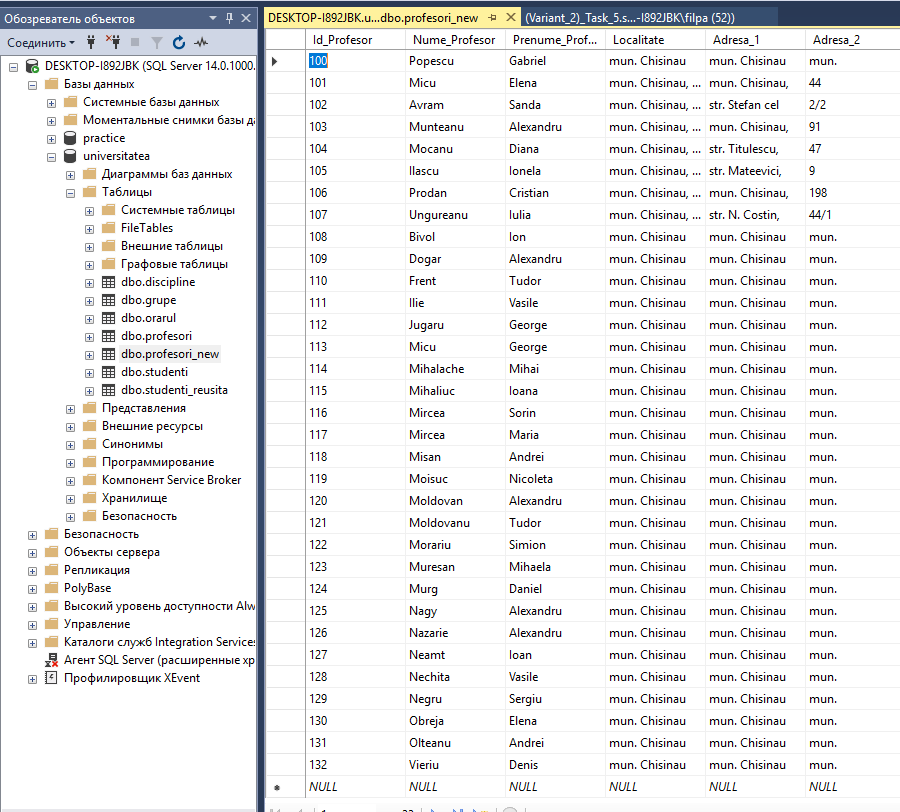 Обозреватель объектов
Соединить
DESKTOP-I892JBK (SQL Server 14.0.1000.
Базы данных
Системные базы данных
Моментальные снимки базы да
practice
universitatea
Диаграммы баз данных
Таблицы
Системные таблицы
FileTables
Внешние таблицы
Графовые таблицы
dbo.discipline
dbo.grupe
dbo.orarul
dbo.profesori
dbo.profesori_new
dbo.studenti
dbo.studenti_reusita
Представления
Внешние ресурсы
Синонимы
Программирование
Компонент Service Broker
Хранилище
Безопасность
Безопасность
Объекты сервера
Репликация
PolyBase
Высокий уровень доступности Alw
Управление
Каталоги служб Integration Services
Агент SQL Server (расширенные хр
Профилировщик XEvent
DESKTOP-I892JBK.u...dbo.profesori_new (Variant_2)_Task_5.s...-I892JBK\filpa (52))
Id_Profesor Nume_Profesor Prenume_Prof... Localitate Adresa_1 Adresa_2
100 Popescu Gabriel mun. Chisinau mun. Chisinau mun.
101 Micu Elena mun. Chisinau, ... mun. Chisinau, 44
102 Avram Sanda mun. Chisinau, ... str. Stefan cel 2/2
103 Munteanu Alexandru mun. Chisinau, ... mun. Chisinau, 91
104 Mocanu Diana mun. Chisinau, ... str. Titulescu, 47
105 Ilascu Ionela mun. Chisinau, ... str. Mateevici, 9
106 Prodan Cristian mun. Chisinau, ... mun. Chisinau, 198
107 Ungureanu Iulia mun. Chisinau, ... str. N. Costin, 44/1
108 Bivol Ion mun. Chisinau mun. Chisinau mun.
109 Dogar Alexandru mun. Chisinau mun. Chisinau mun.
110 Frent Tudor mun. Chisinau mun. Chisinau mun.
111 Ilie Vasile mun. Chisinau mun. Chisinau mun.
112 Jugaru George mun. Chisinau mun. Chisinau mun.
113 Micu George mun. Chisinau mun. Chisinau mun.
114 Mihalache Mihai mun. Chisinau mun. Chisinau mun.
115 Mihaliuc Ioana mun. Chisinau mun. Chisinau mun.
116 Mircea Sorin mun. Chisinau mun. Chisinau mun.
117 Mircea Maria mun. Chisinau mun. Chisinau mun.
118 Misan Andrei mun. Chisinau mun. Chisinau mun.
119 Moisuc Nicoleta mun. Chisinau mun. Chisinau mun.
120 Moldovan Alexandru mun. Chisinau mun. Chisinau mun.
121 Moldovanu Tudor mun. Chisinau mun. Chisinau mun.
122 Morariu Simion mun. Chisinau mun. Chisinau mun.
123 Muresan Mihaela mun. Chisinau mun. Chisinau mun.
124 Murg Daniel mun. Chisinau mun. Chisinau mun.
125 Nagy Alexandru mun. Chisinau mun. Chisinau mun.
126 Nazarie Alexandru mun. Chisinau mun. Chisinau mun.
127 Neamt Ioan mun. Chisinau mun. Chisinau mun.
128 Nechita Vasile mun. Chisinau mun. Chisinau mun.
129 Negru Sergiu mun. Chisinau mun. Chisinau mun.
130 Obreja Elena mun. Chisinau mun. Chisinau mun.
131 Olteanu Andrei mun. Chisinau mun. Chisinau mun.
132 Vieriu Denis mun. Chisinau mun. Chisinau mun.
NULL NULL NULL NULL NULL NULL